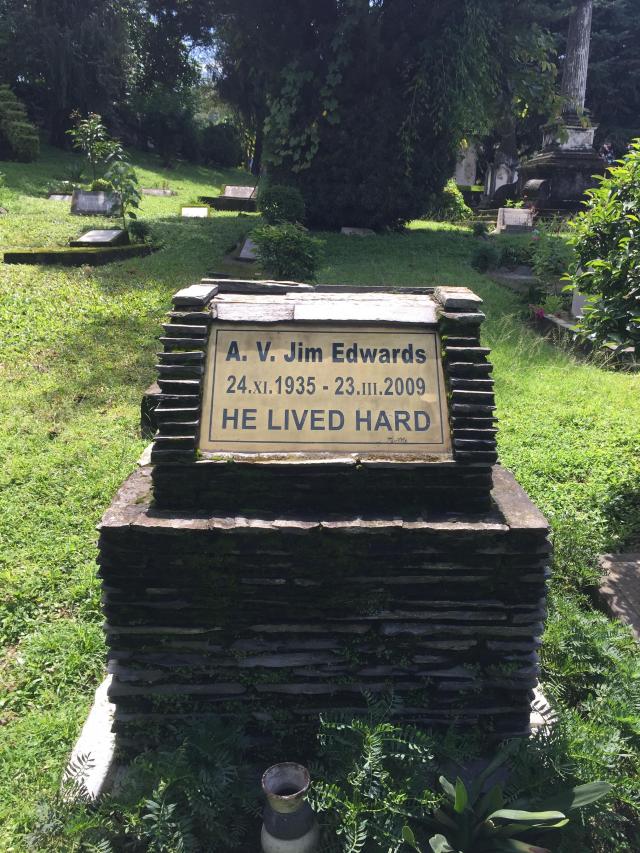 A. V. Jim Edwards
24.XI.1935 - 23.III.2009
HE LIVED HARD